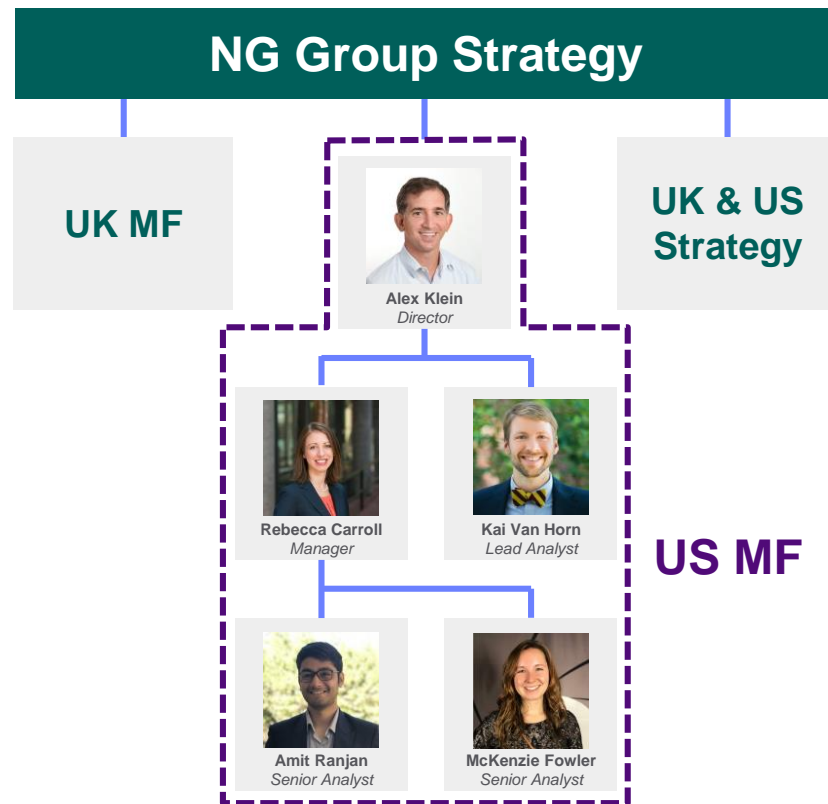 NG Group Strategy
UK MF
UK & US
Strategy
Alex Klein
Director
Rebecca Carroll
Manager
Kai Van Horn
Lead Analyst
US MF
Amit Ranjan
Senior Analyst
McKenzie Fowler
Senior Analyst